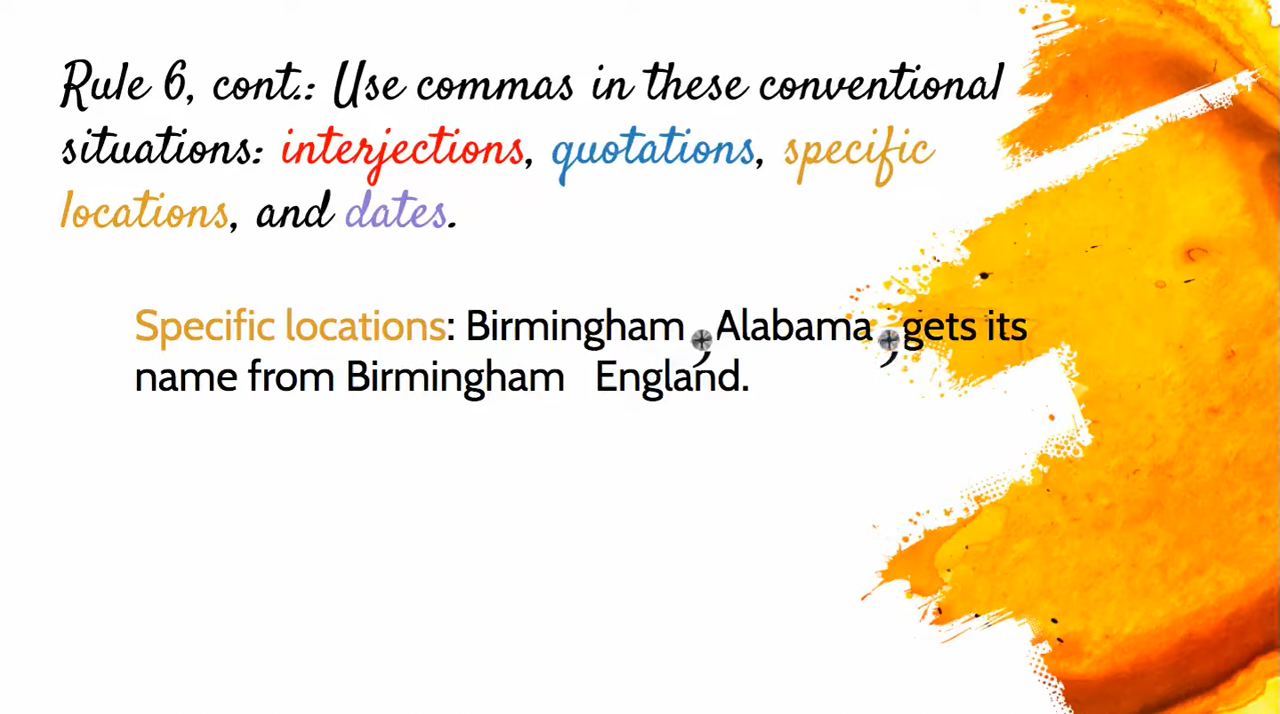 Rule 6, cont.: Use commas in these conventional
situations: interjections, quotations, specific
locations, and dates.
Specific locations: Birmingham, Alabama, gets its
name from Birmingham England.